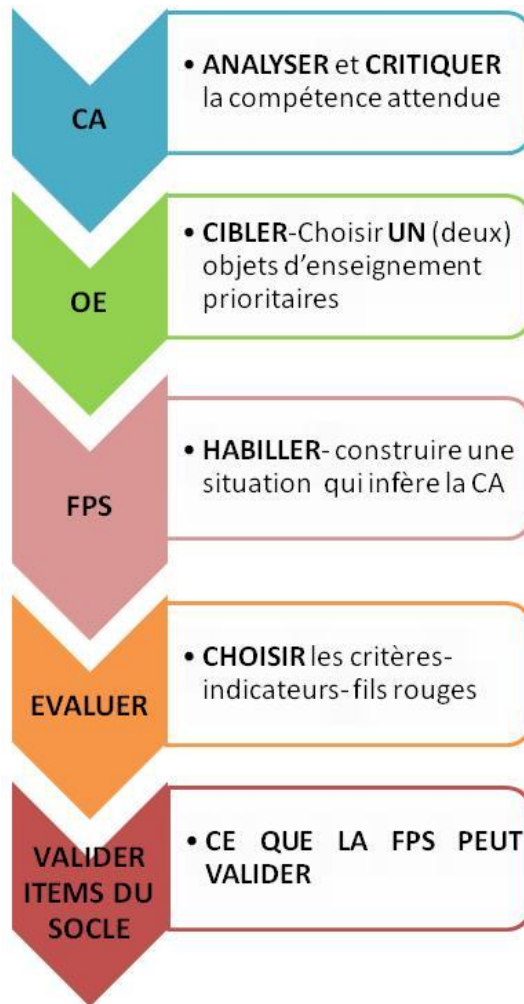 CA
• ANALYSER et CRITIQUER
la compétence attendue
OE
• CIBLER-Choisir UN (deux)
objets d'enseignement
prioritaires
FPS
• HABILLER- construire une
situation qui infère la CA
EVALUER
• CHOISIR les critères-
indicateurs-fils rouges
VALIDER
ITEMS DU
SOCLE
• CE QUE LA FPS PEUT
VALIDER